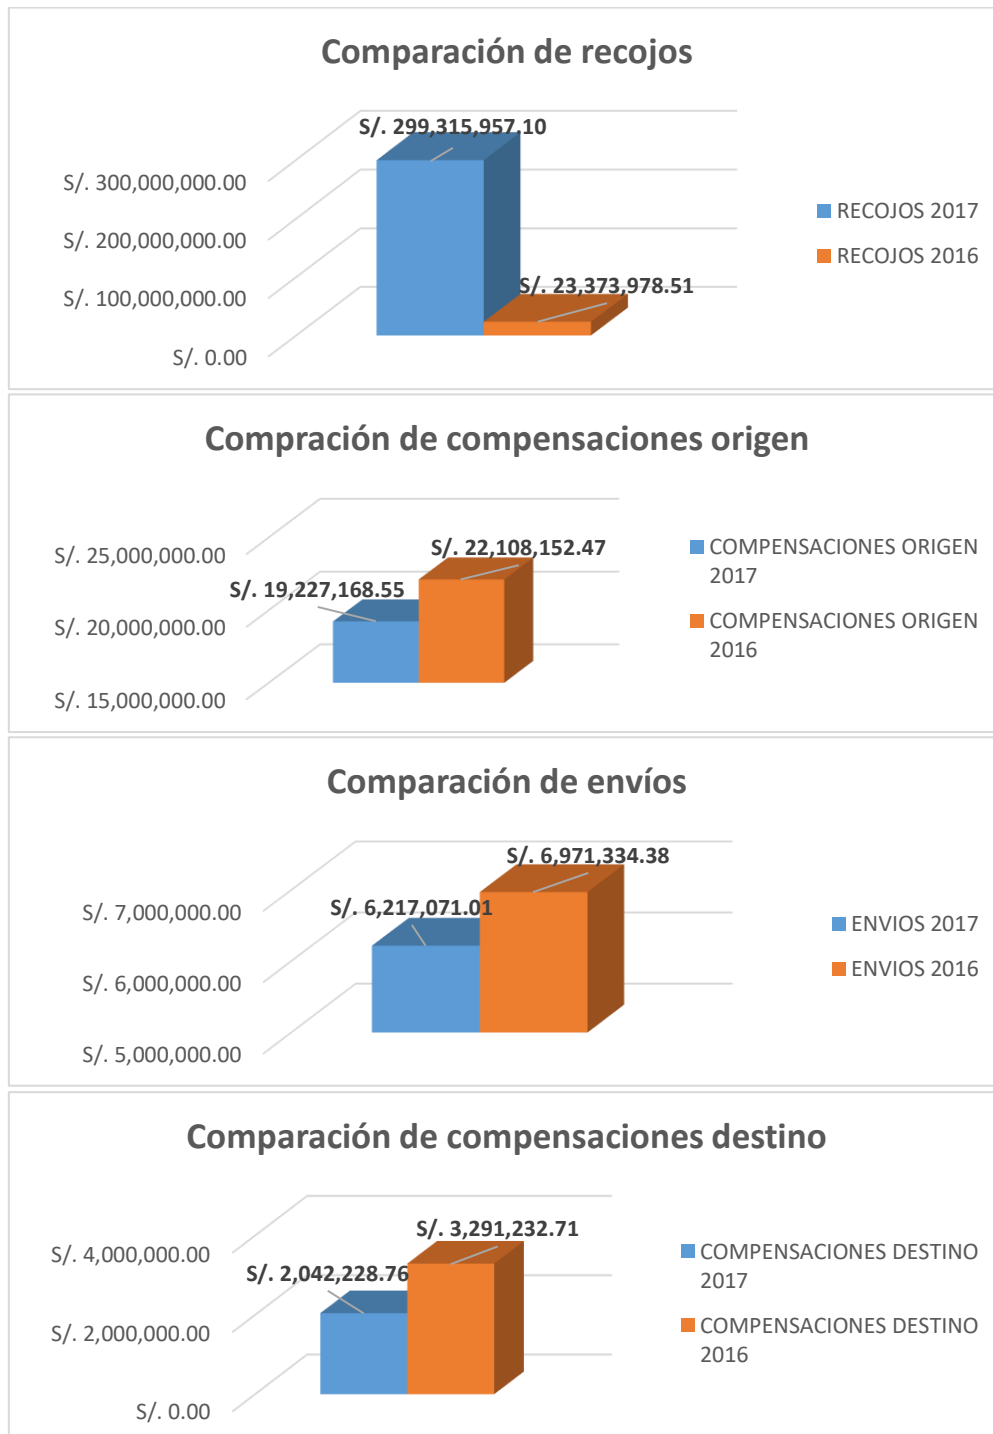 Comparación de recojos
S/. 299,315,957.10
S/. 300,000,000.00
S/. 200,000,000.00
S/. 100,000,000.00
S/. 0.00
S/. 23,373,978.51
RECOJOS 2017
RECOJOS 2016
Compración de compensaciones origen
S/. 25,000,000.00
S/. 20,000,000.00
S/. 15,000,000.00
S/. 19,227,168.55
S/. 22,108,152.47
COMPENSACIONES ORIGEN
2017
COMPENSACIONES ORIGEN
2016
Comparación de envíos
S/. 7,000,000.00
S/. 6,000,000.00
S/. 5,000,000.00
S/. 6,217,071.01
S/. 6,971,334.38
ENVIOS 2017
ENVIOS 2016
Comparación de compensaciones destino
S/. 4,000,000.00
S/. 2,000,000.00
S/. 0.00
S/. 2,042,228.76
S/. 3,291,232.71
COMPENSACIONES DESTINO
2017
COMPENSACIONES DESTINO
2016